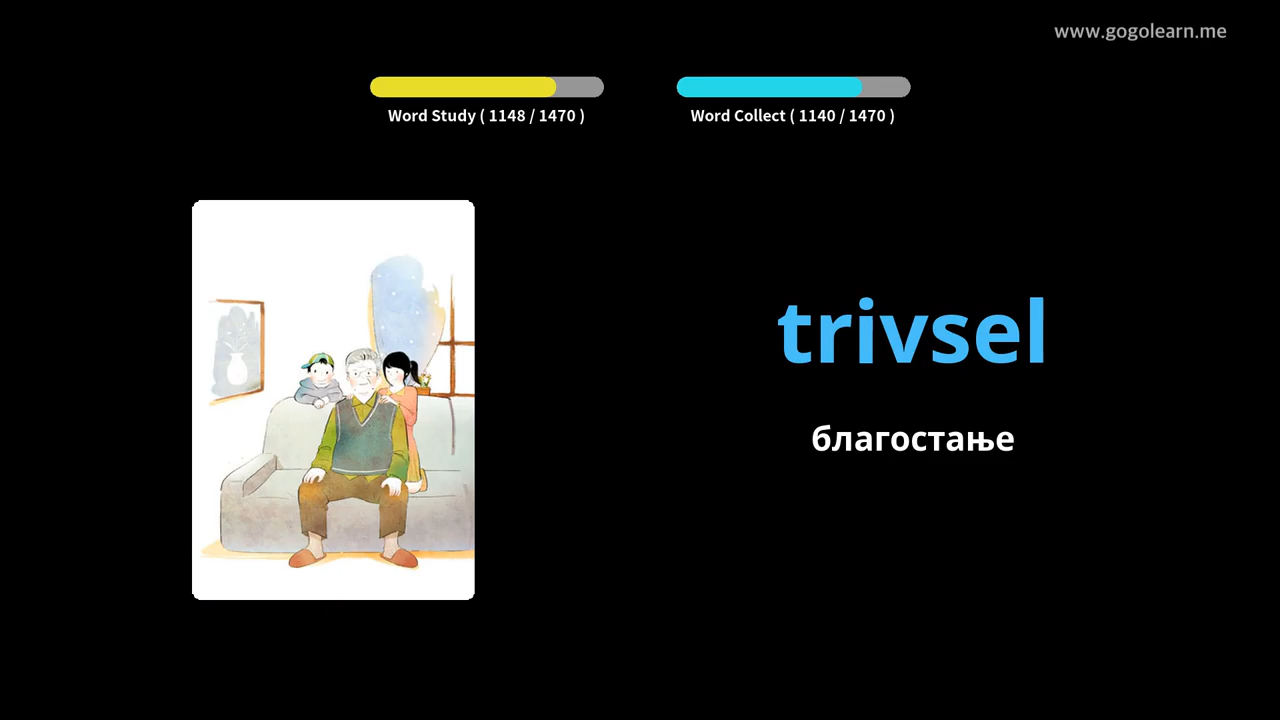 www.gogolearn.me
Word Study ( 1148 / 1470 )
Word Collect ( 1140 / 1470 )
trivsel
благостање